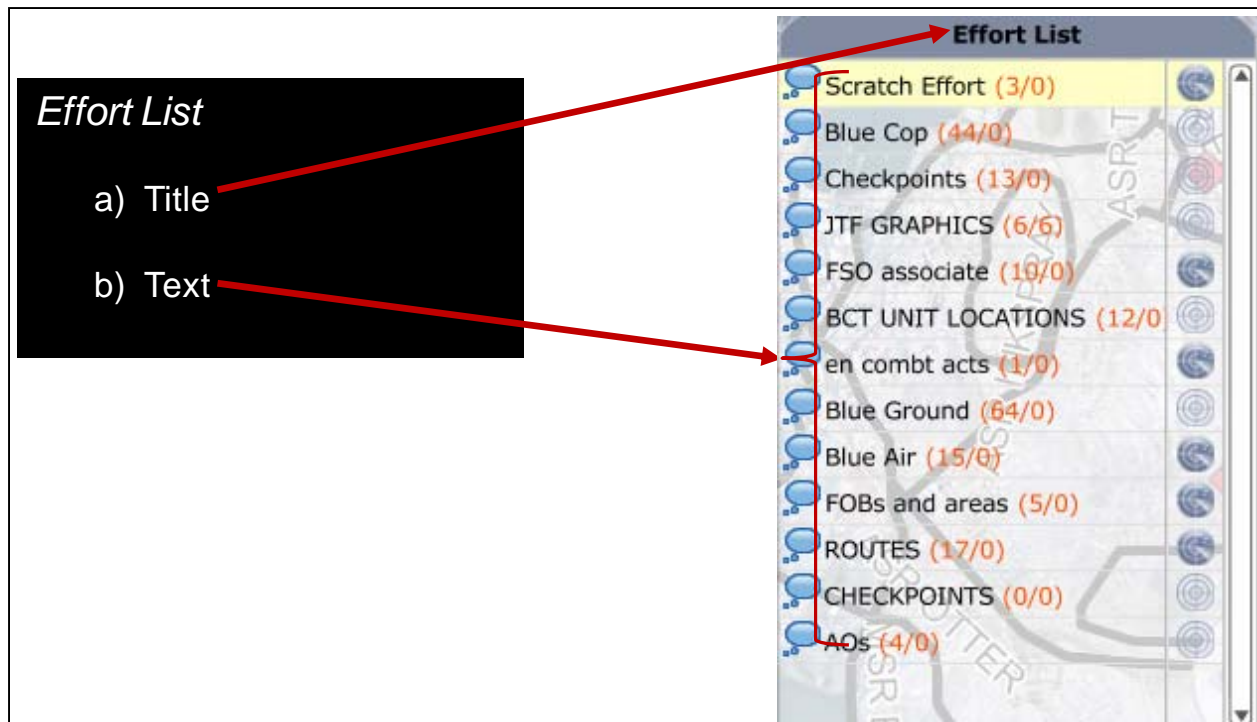 Effort List
a) Title
b) Text
Effort List
Scratch Effort (3/0)
Blue Cop (44/0)
Checkpoints (13/0)
JTF GRAPHICS (6/6)
FSO associate (10/0)
BCT UNIT LOCATIONS (12/0
en combt acts (1/0)
Blue Ground (64/0)
Blue Air (15/0)
FOBs and areas (5/0)
ROUTES (17/0)
CHECKPOINTS (0/0)
AOs (4/0)
ASR T